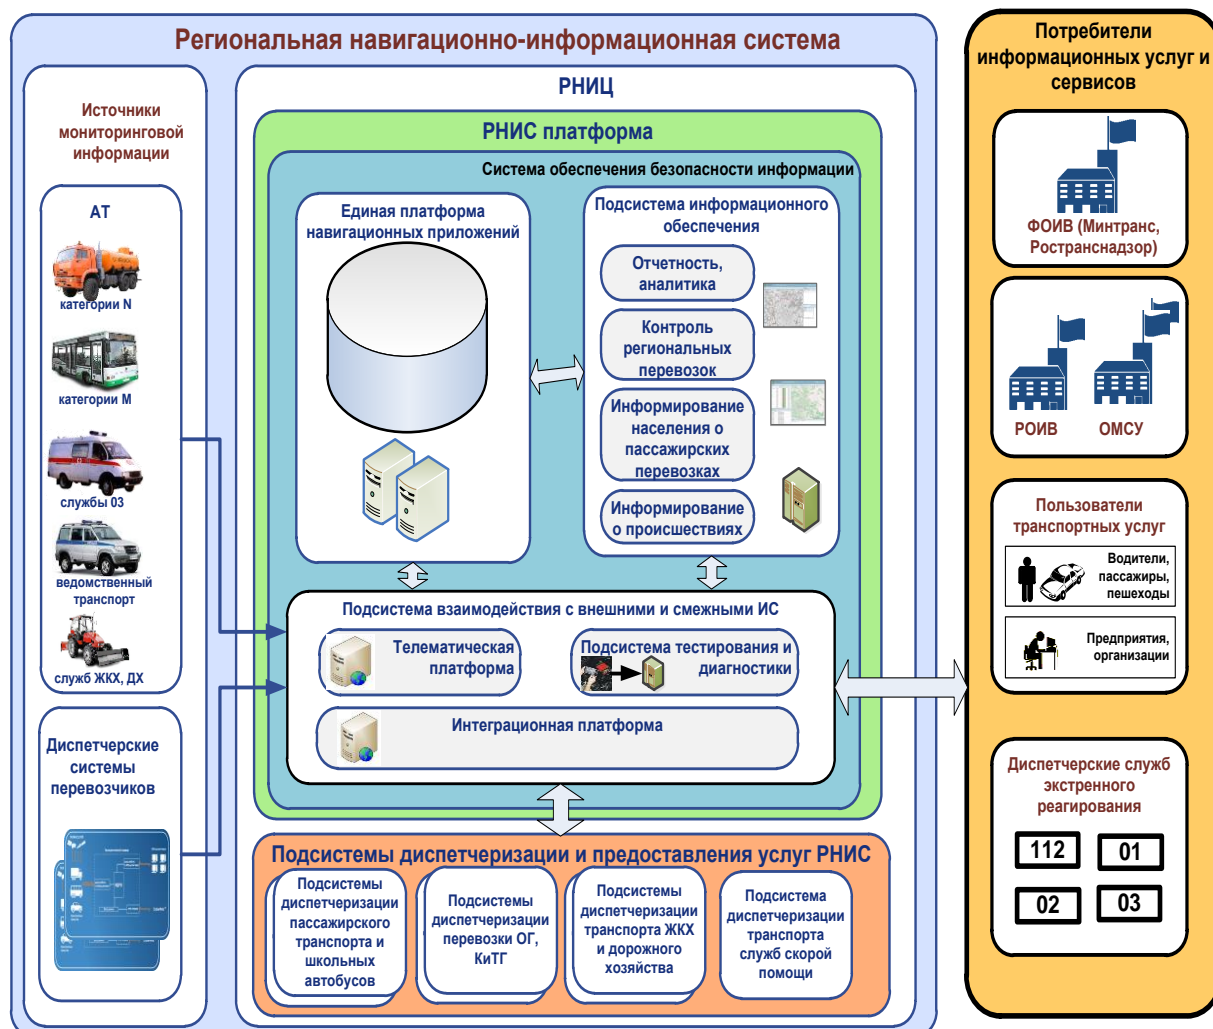 Региональная навигационно-информационная система
Источники
мониторинговой
информации
АТ
категории N
категории M
службы 03
ведомственный
транспорт
служб ЖКХ, ДХ
Диспетчерские
системы
перевозчиков
РНИЦ
РНИС платформа
Система обеспечения безопасности информации
Единая платформа
навигационных приложений
Подсистема информационного
обеспечения
Отчетность,
аналитика
Контроль
региональных
перевозок
Информирование
населения о
пассажирских
перевозках
Информирование
о происшествиях
Подсистема взаимодействия с внешними и смежными ИС
Телематическая
платформа
Подсистема тестирования и
диагностики
Интеграционная платформа
Подсистемы диспетчеризации и предоставления услуг РНИС
Подсистемы
диспетчеризации
пассажирского
транспорта и
школьных
автобусов
Подсистемы
диспетчеризации
перевозки ОГ,
КиТГ
Подсистемы
диспетчеризации
транспорта ЖКХ
и дорожного
хозяйства
Подсистема
диспетчеризации
транспорта
служб скорой
помощи
Потребители
информационных услуг и
сервисов
ФОИВ (Минтранс,
Ространснадзор)
РОИВ
ОМСУ
Пользователи
транспортных услуг
Водители,
пассажиры,
пешеходы
Предприятия,
организации
Диспетчерские служб
экстренного
реагирования
112
01
02
03